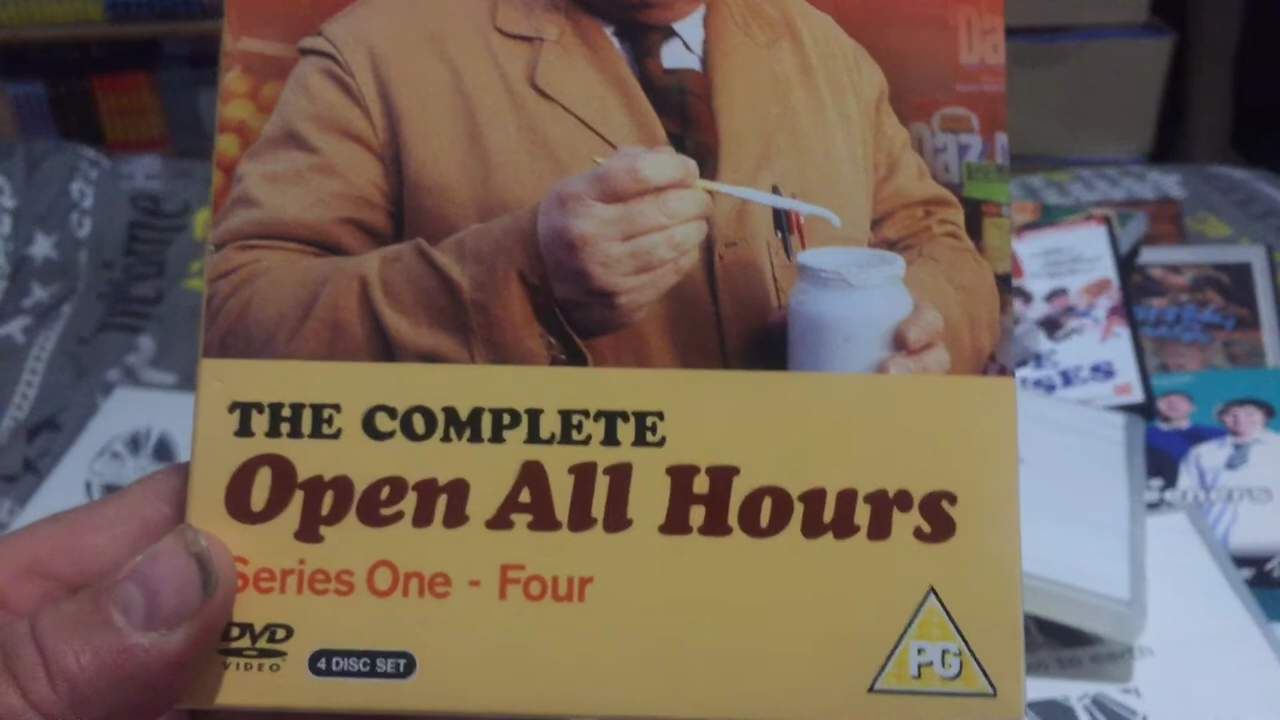 THE COMPLETE
Open All Hours
Series One - Four
DVD
VIDEO
4 DISC SET
PG